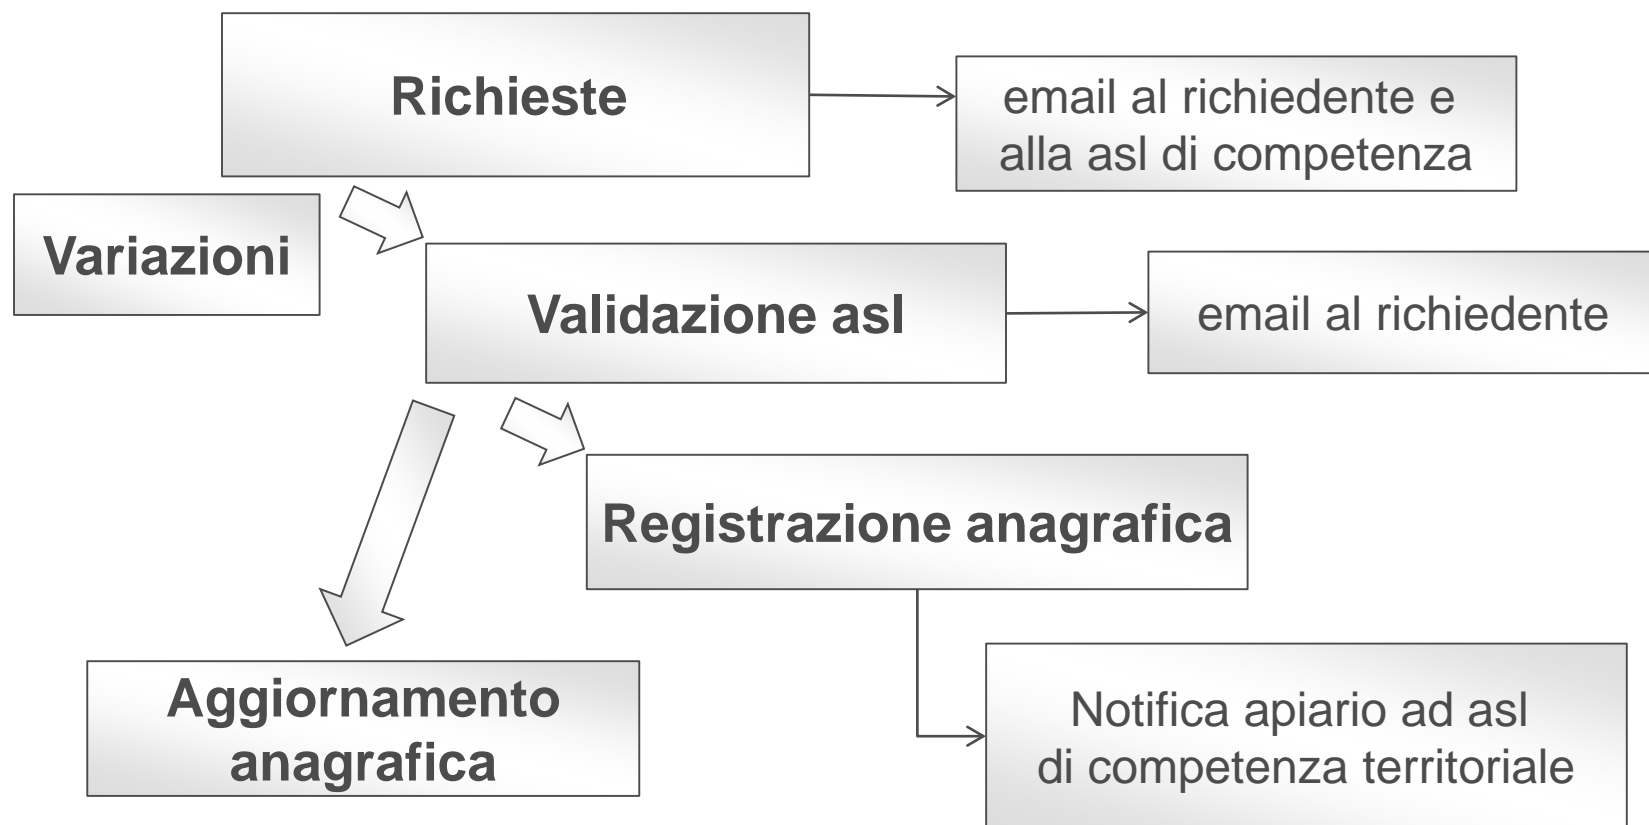 Richieste
email al richiedente e
alla asl di competenza
Variazioni
Validazione asl
email al richiedente
Registrazione anagrafica
Aggiornamento
anagrafica
Notifica apiario ad asl
di competenza territoriale